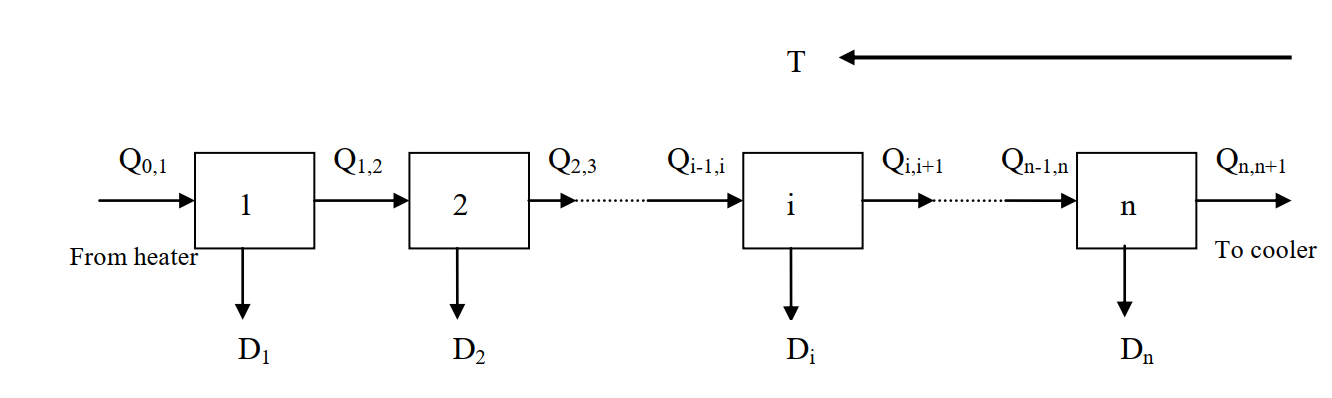 T
Q0,1 Q1,2 Q2,3 Qi-1,i Qi,i+1 Qn-1,n Qn,n+1
1 2 i n
From heater To cooler
D1 D2 Di Dn